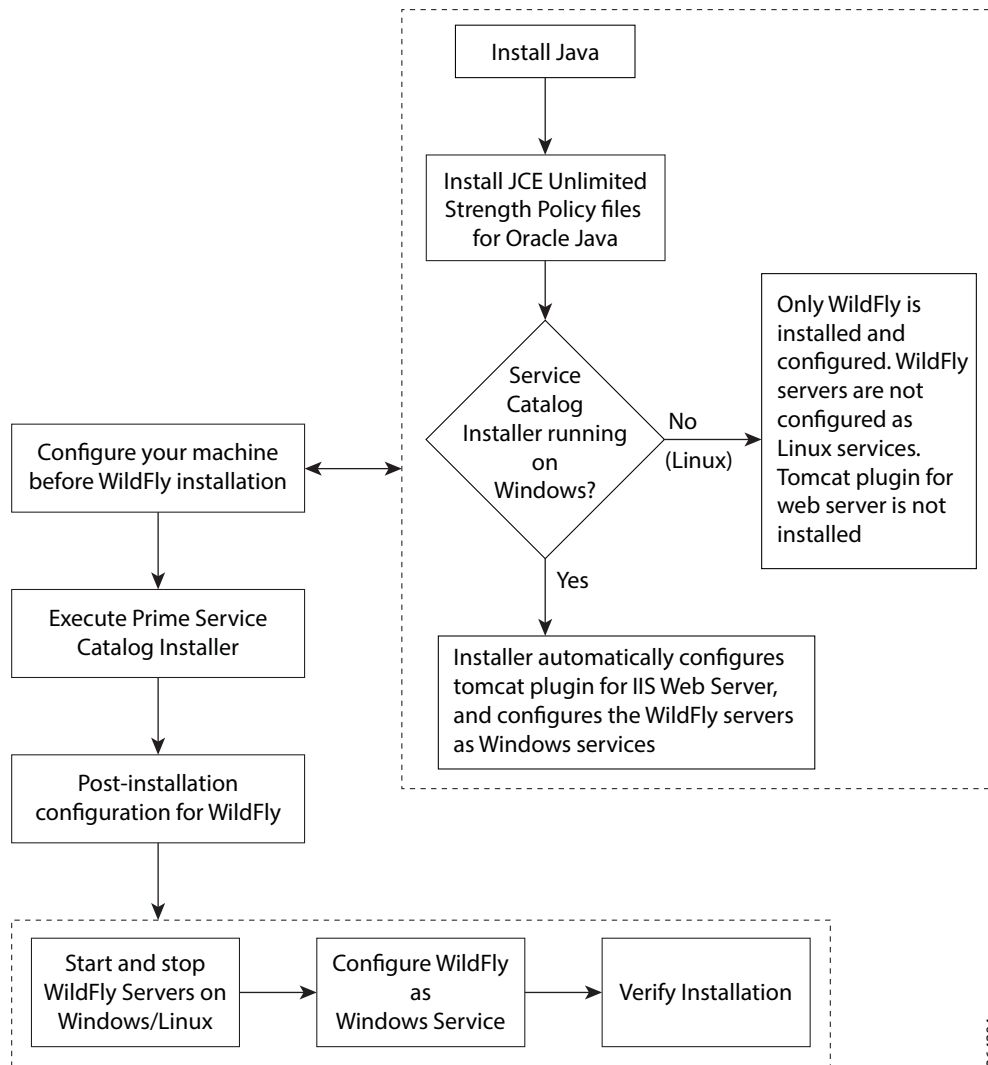 Install Java
Install JCE Unlimited
Strength Policy files
for Oracle Java
Service
Catalog
Installer running
on
Windows?
No
(Linux)
Only WildFly is
installed and
configured. WildFly
servers are not
configured as
Linux services.
Tomcat plugin for
web server is not
installed
Yes
Installer automatically configures
tomcat plugin for IIS Web Server,
and configures the WildFly servers
as Windows services
Configure your machine
before WildFly installation
Execute Prime Service
Catalog Installer
Post-installation
configuration for WildFly
Start and stop
WildFly Servers on
Windows/Linux
Configure WildFly
as
Windows Service
Verify Installation